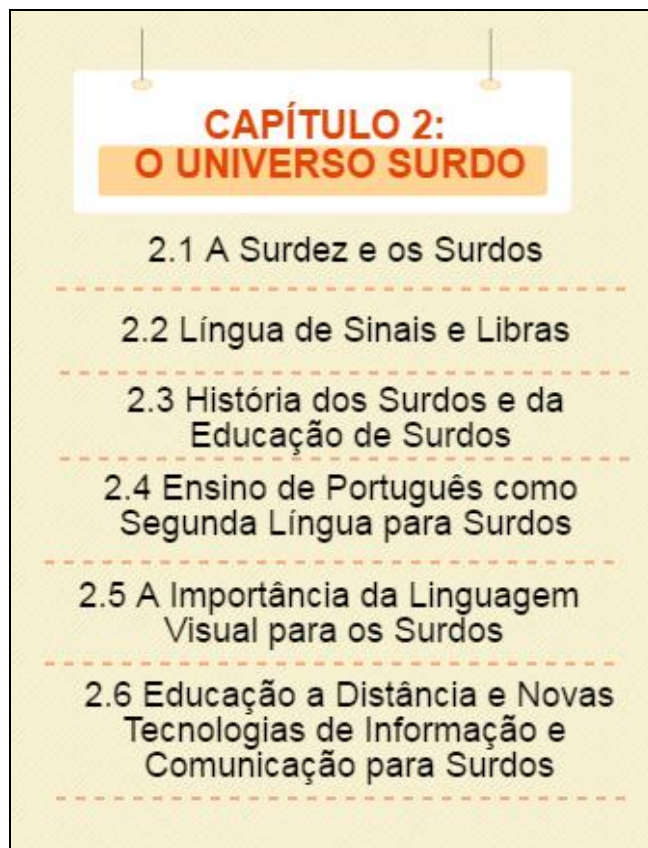 CAPÍTULO 2:
O UNIVERSO SURDO
2.1 A Surdez e os Surdos
2.2 Língua de Sinais e Libras
2.3 História dos Surdos e da
Educação de Surdos
2.4 Ensino de Português como
Segunda Língua para Surdos
2.5 A Importância da Linguagem
Visual para os Surdos
2.6 Educação a Distância e Novas
Tecnologias de Informação e
Comunicação para Surdos